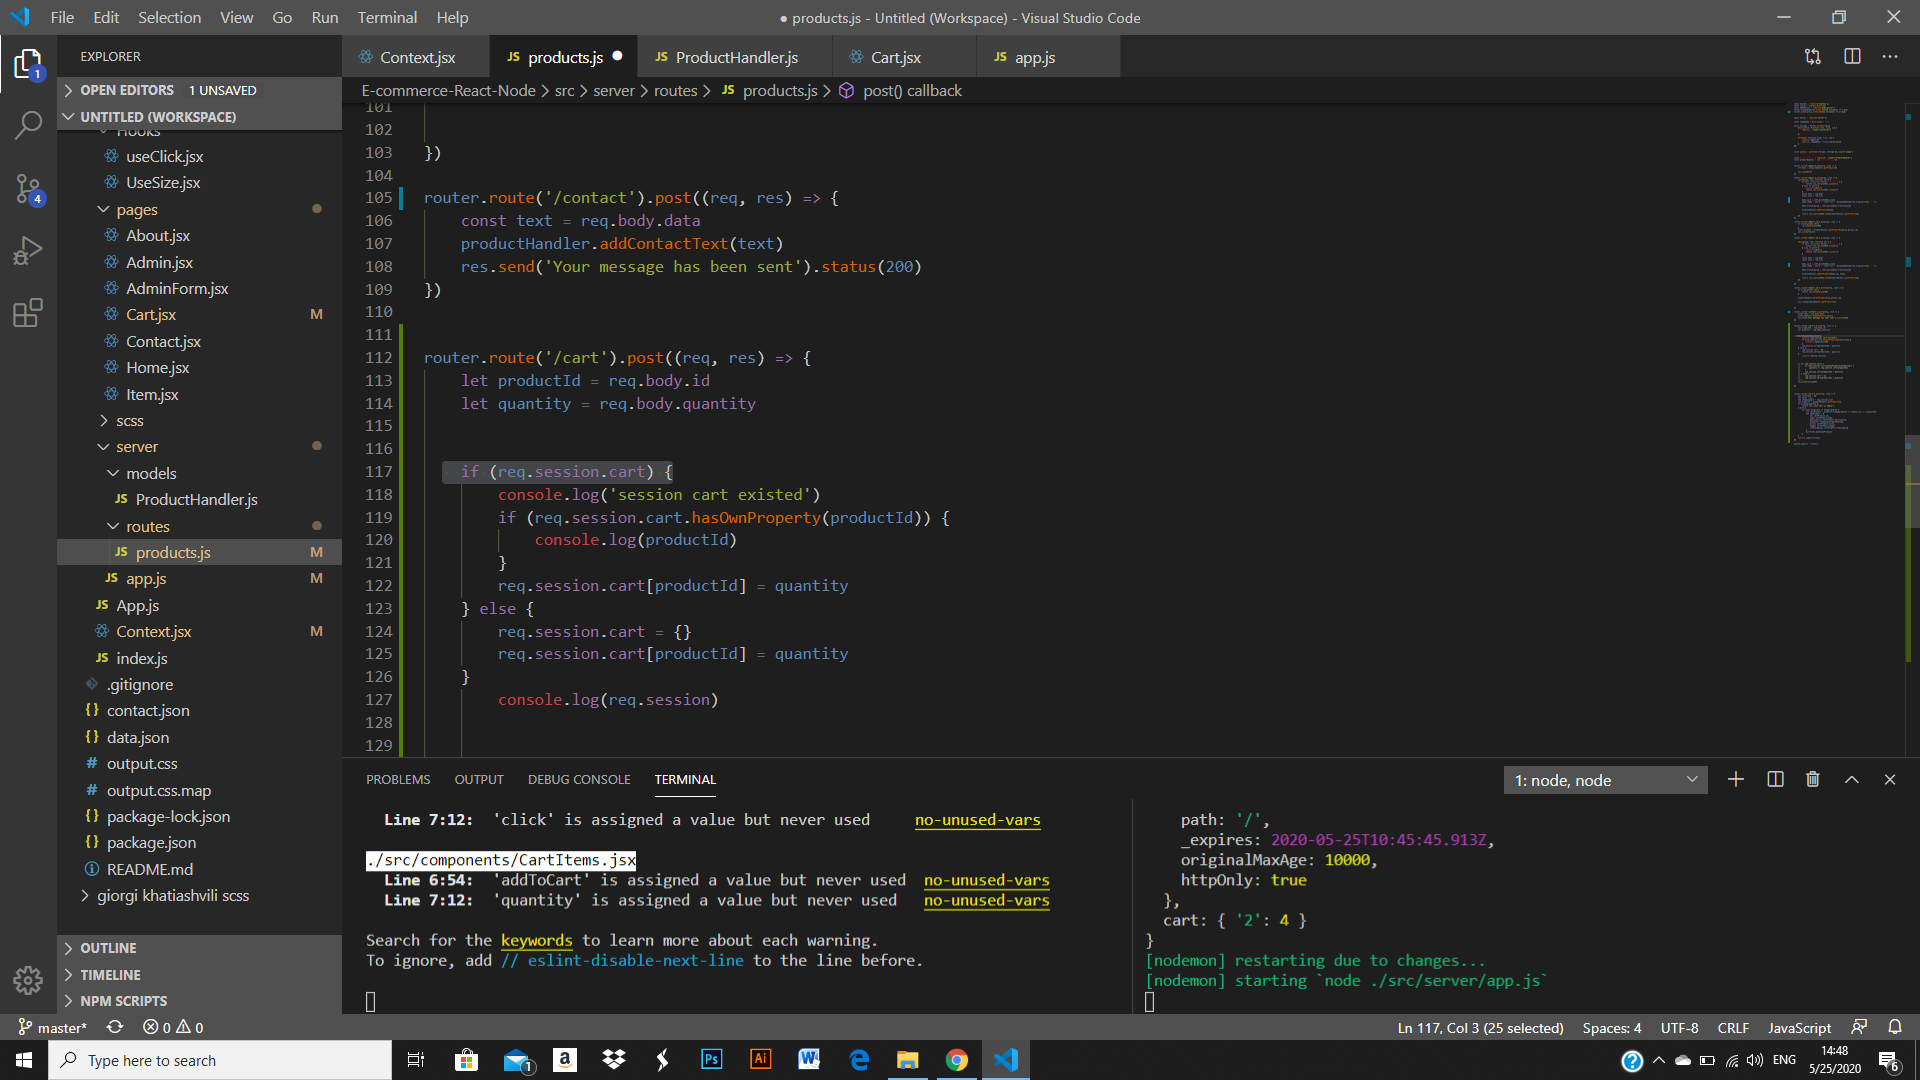 File Edit Selection View Go Run Terminal Help
● products.js - Untitled (Workspace) - Visual Studio Code
EXPLORER
OPEN EDITORS 1 UNSAVED
UNTITLED (WORKSPACE)
Hooks
useClick.jsx
UseSize.jsx
pages
About.jsx
Admin.jsx
AdminForm.jsx
Cart.jsx M
Contact.jsx
Home.jsx
Item.jsx
scss
server
models
JS ProductHandler.js
routes
JS products.js M
JS app.js M
JS App.js
Context.jsx M
JS index.js
.gitignore
{} contact.json
{} data.json
# output.css
# output.css.map
{} package-lock.json
{} package.json
README.md
giorgi khatiashvili scss
OUTLINE
TIMELINE
NPM SCRIPTS
1
4
Context.jsx JS products.js ● JS ProductHandler.js Cart.jsx JS app.js
E-commerce-React-Node > src > server > routes > JS products.js > post() callback
101
102
103 })
104
105 router.route('/contact').post((req, res) => {
106 const text = req.body.data
107 productHandler.addContactText(text)
108 res.send('Your message has been sent').status(200)
109 })
110
111
112 router.route('/cart').post((req, res) => {
113 let productId = req.body.id
114 let quantity = req.body.quantity
115
116
117 if (req.session.cart) {
118 console.log('session cart existed')
119 if (req.session.cart.hasOwnProperty(productId)) {
120 console.log(productId)
121 }
122 req.session.cart[productId] = quantity
123 } else {
124 req.session.cart = {}
125 req.session.cart[productId] = quantity
126 }
127 console.log(req.session)
128
129
PROBLEMS OUTPUT DEBUG CONSOLE TERMINAL
1: node, node
Line 7:12: 'click' is assigned a value but never used no-unused-vars
./src/components/CartItems.jsx
Line 6:54: 'addToCart' is assigned a value but never used no-unused-vars
Line 7:12: 'quantity' is assigned a value but never used no-unused-vars
Search for the keywords to learn more about each warning.
To ignore, add // eslint-disable-next-line to the line before.
path: '/',
_expires: 2020-05-25T10:45:45.913Z,
originalMaxAge: 10000,
httpOnly: true
},
cart: { '2': 4 }
}
[nodemon] restarting due to changes...
[nodemon] starting `node ./src/server/app.js`
master* 0 0
Ln 117, Col 3 (25 selected) Spaces: 4 UTF-8 CRLF JavaScript
Type here to search
1
a
Ps
Ai
W
ENG
14:48
5/25/2020
6